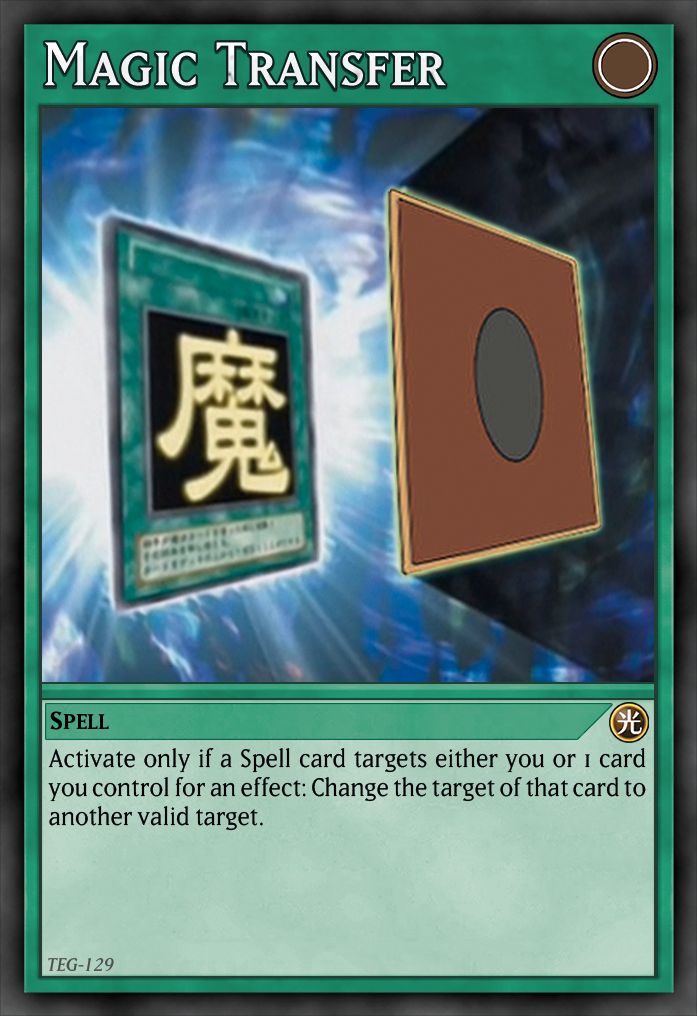 Magic Transfer
魔
Spell
光
Activate only if a Spell card targets either you or 1 card
you control for an effect: Change the target of that card to
another valid target.
TEG-129